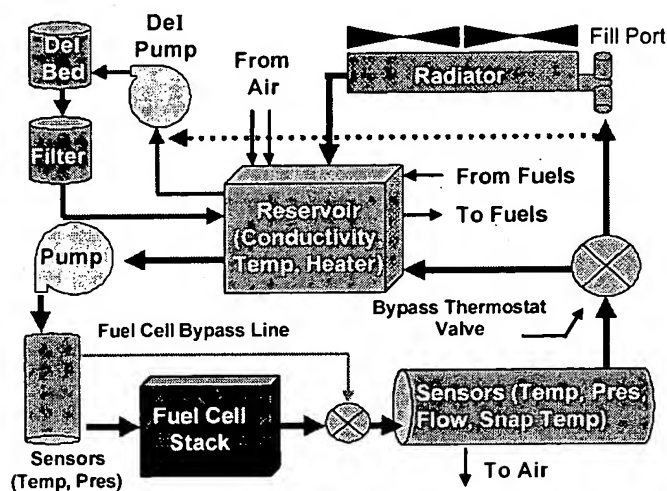 DeI
Bed
DeI
Pump
From
Air
Fill Port
Radiator
Filter
From Fuels
To Fuels
Reservoir
(Conductivity,
Temp, Heater)
Pump
Bypass Thermostat
Valve
Fuel Cell Bypass Line
Sensors (Temp, Pres,
Flow, Snap Temp)
Fuel Cell
Stack
Sensors
(Temp, Pres)
To Air